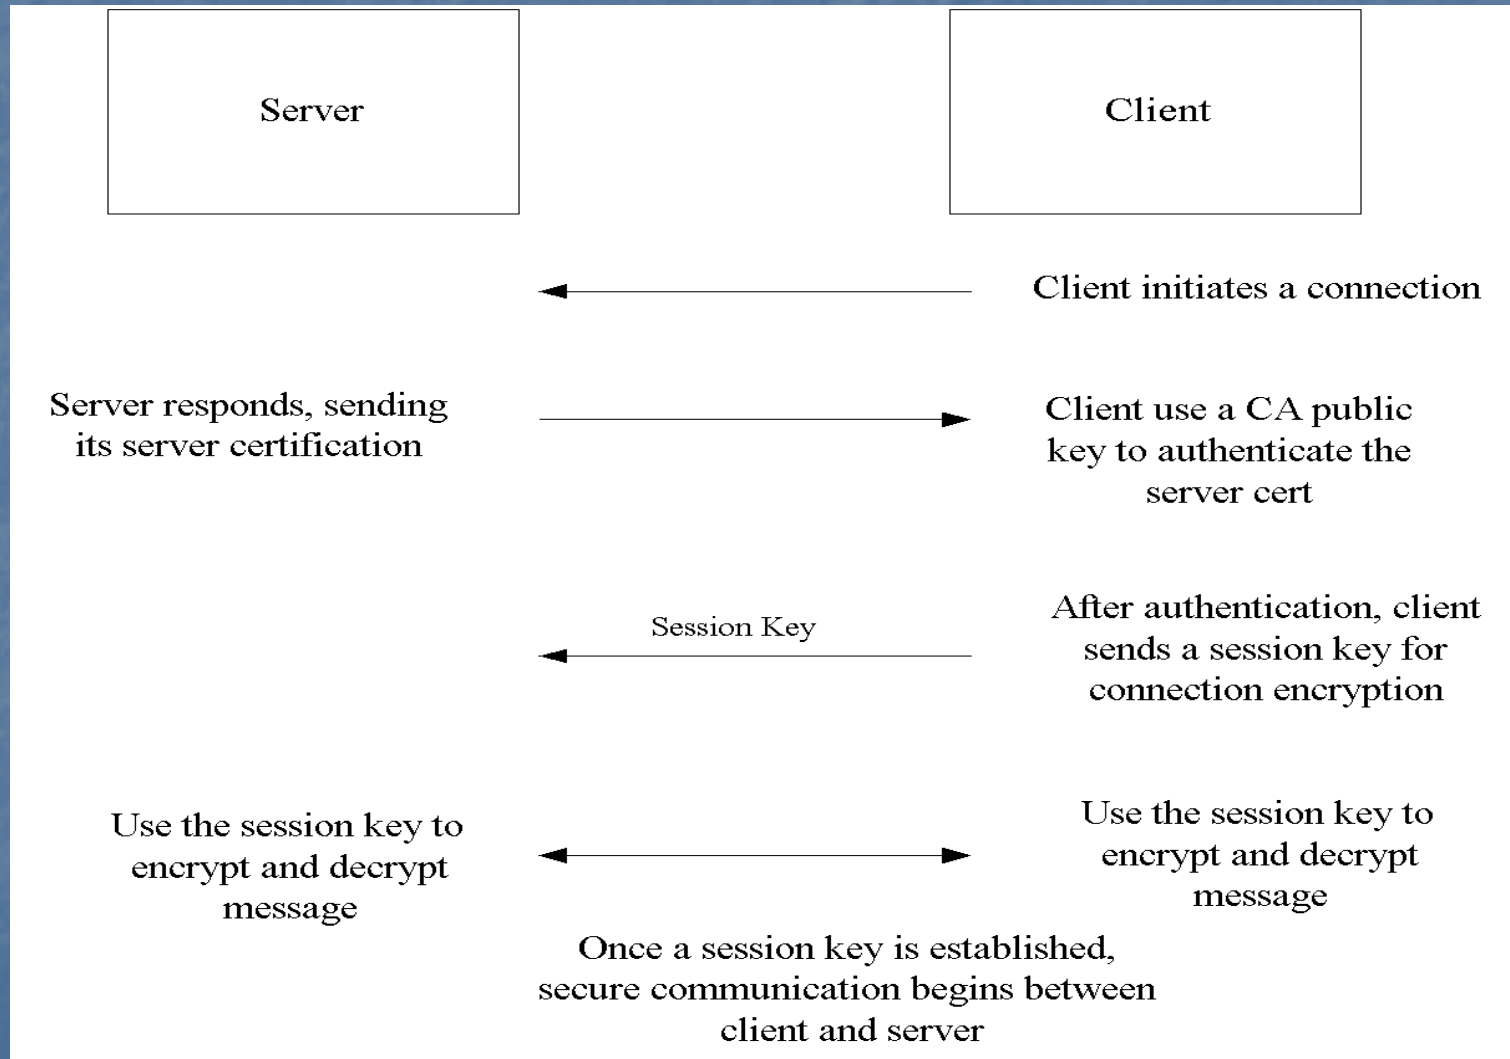 Server
Client
Client initiates a connection
Server responds, sending
its server certification
Client use a CA public
key to authenticate the
server cert
Session Key
After authentication, client
sends a session key for
connection encryption
Use the session key to
encrypt and decrypt
message
Use the session key to
encrypt and decrypt
message
Once a session key is established,
secure communication begins between
client and server